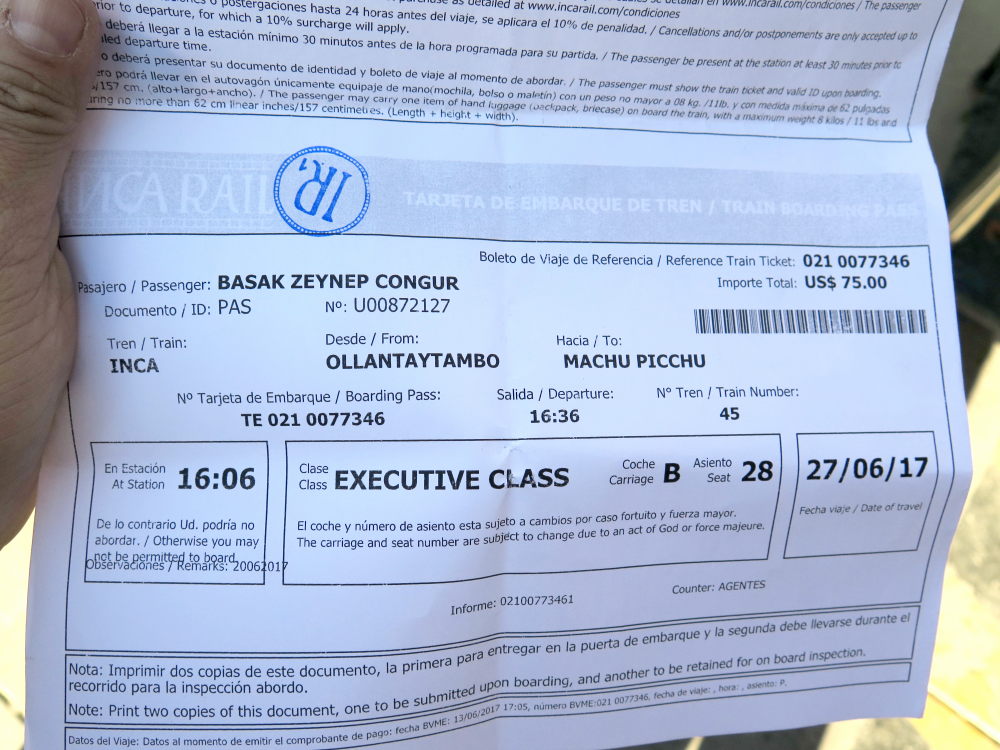 o postergaciones hasta 24 horas antes del viaje, se aplicara el 10% de penalidad. / Cancellations and/or postponements are only accepted up to
prior to departure, for which a 10% surcharge will apply.
deberá llegar a la estación mínimo 30 minutos antes de la hora programada para su partida. / The passenger be present at the station at least 30 minutes prior to
departure time.
o deberá presentar su documento de identidad y boleto de viaje al momento de abordar. / The passenger must show the train ticket and valid ID upon boarding.
podrá llevar en el autovagón únicamente equipaje de mano(mochila, bolso o maletín) con un peso no mayor a 08 kg. /11lb. y con medida máxima de 62 pulgadas
/157 cm. (alto+largo+ancho). / The passenger may carry one item of hand luggage (backpack, briecase) on board the train, with a maximum weight 8 kilos / 11 lbs and
no more than 62 cm linear inches/157 centimetres. (Length + height + width).
INCA RAIL
IR,
TARJETA DE EMBARQUE DE TREN / TRAIN BOARDING PASS
Boleto de Viaje de Referencia / Reference Train Ticket: 021 0077346
Pasajero / Passenger: BASAK ZEYNEP CONGUR
Importe Total: US$ 75.00
Documento / ID: PAS Nº: U00872127
Tren / Train: Desde / From: Hacia / To:
INCA OLLANTAYTAMBO MACHU PICCHU
Nº Tarjeta de Embarque / Boarding Pass: Salida / Departure: N° Tren / Train Number:
TE 021 0077346 16:36 45
En Estación
At Station 16:06
De lo contrario Ud. podría no
abordar. / Otherwise you may
not be permitted to board.
Observaciones / Remarks: 20062017
Clase
Class EXECUTIVE CLASS
Coche
Carriage B
Asiento
Seat 28
El coche y número de asiento esta sujeto a cambios por caso fortuito y fuerza mayor.
The carriage and seat number are subject to change due to an act of God or force majeure.
27/06/17
Fecha viaje / Date of travel
Informe: 02100773461
Counter: AGENTES
Nota: Imprimir dos copias de este documento, la primera para entregar en la puerta de embarque y la segunda debe llevarse durante el
recorrido para la inspección abordo.
Note: Print two copies of this document, one to be submitted upon boarding, and another to be retained for on board inspection.
Datos del Viaje: Datos al momento de emitir el comprobante de pago: fecha BVME: 13/06/2017 17:05, número BVME:021 0077346, fecha de viaje: , hora: , asiento: P.